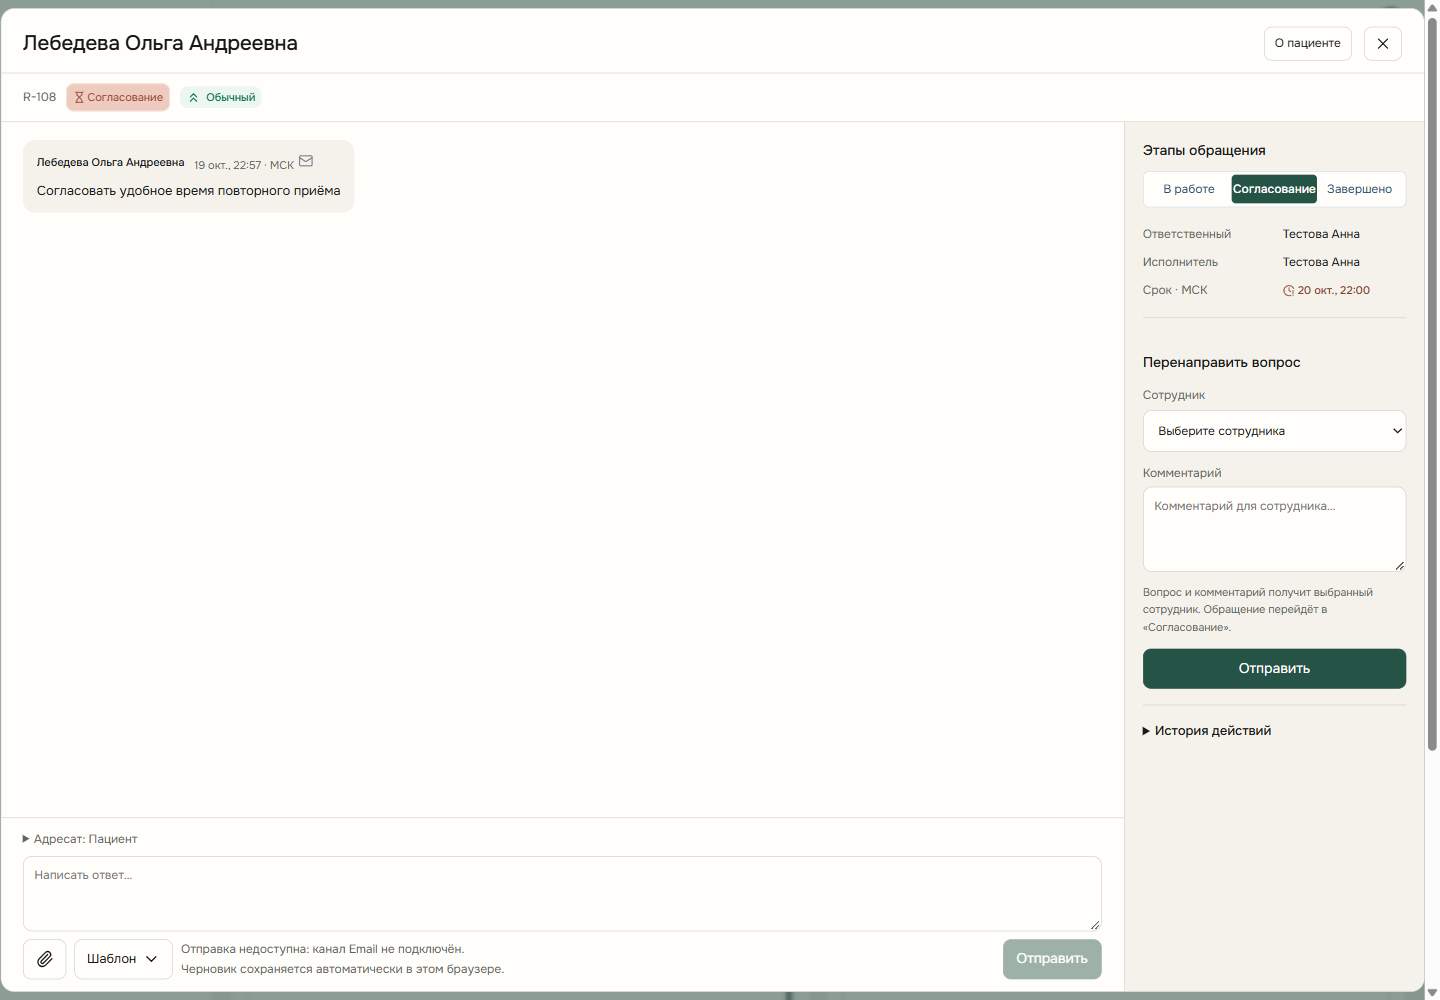 Лебедева Ольга Андреевна
О пациенте
R-108 Согласование Обычный
Лебедева Ольга Андреевна 19 окт., 22:57 · МСК
Согласовать удобное время повторного приёма
Этапы обращения
В работе Согласование Завершено
Ответственный Тестова Анна
Исполнитель Тестова Анна
Срок · МСК 20 окт., 22:00
Перенаправить вопрос
Сотрудник
Выберите сотрудника
Комментарий
Комментарий для сотрудника...
Вопрос и комментарий получит выбранный
сотрудник. Обращение перейдёт в
«Согласование».
Отправить
История действий
Адресат: Пациент
Написать ответ...
Шаблон
Отправка недоступна: канал Email не подключён.
Черновик сохраняется автоматически в этом браузере.
Отправить